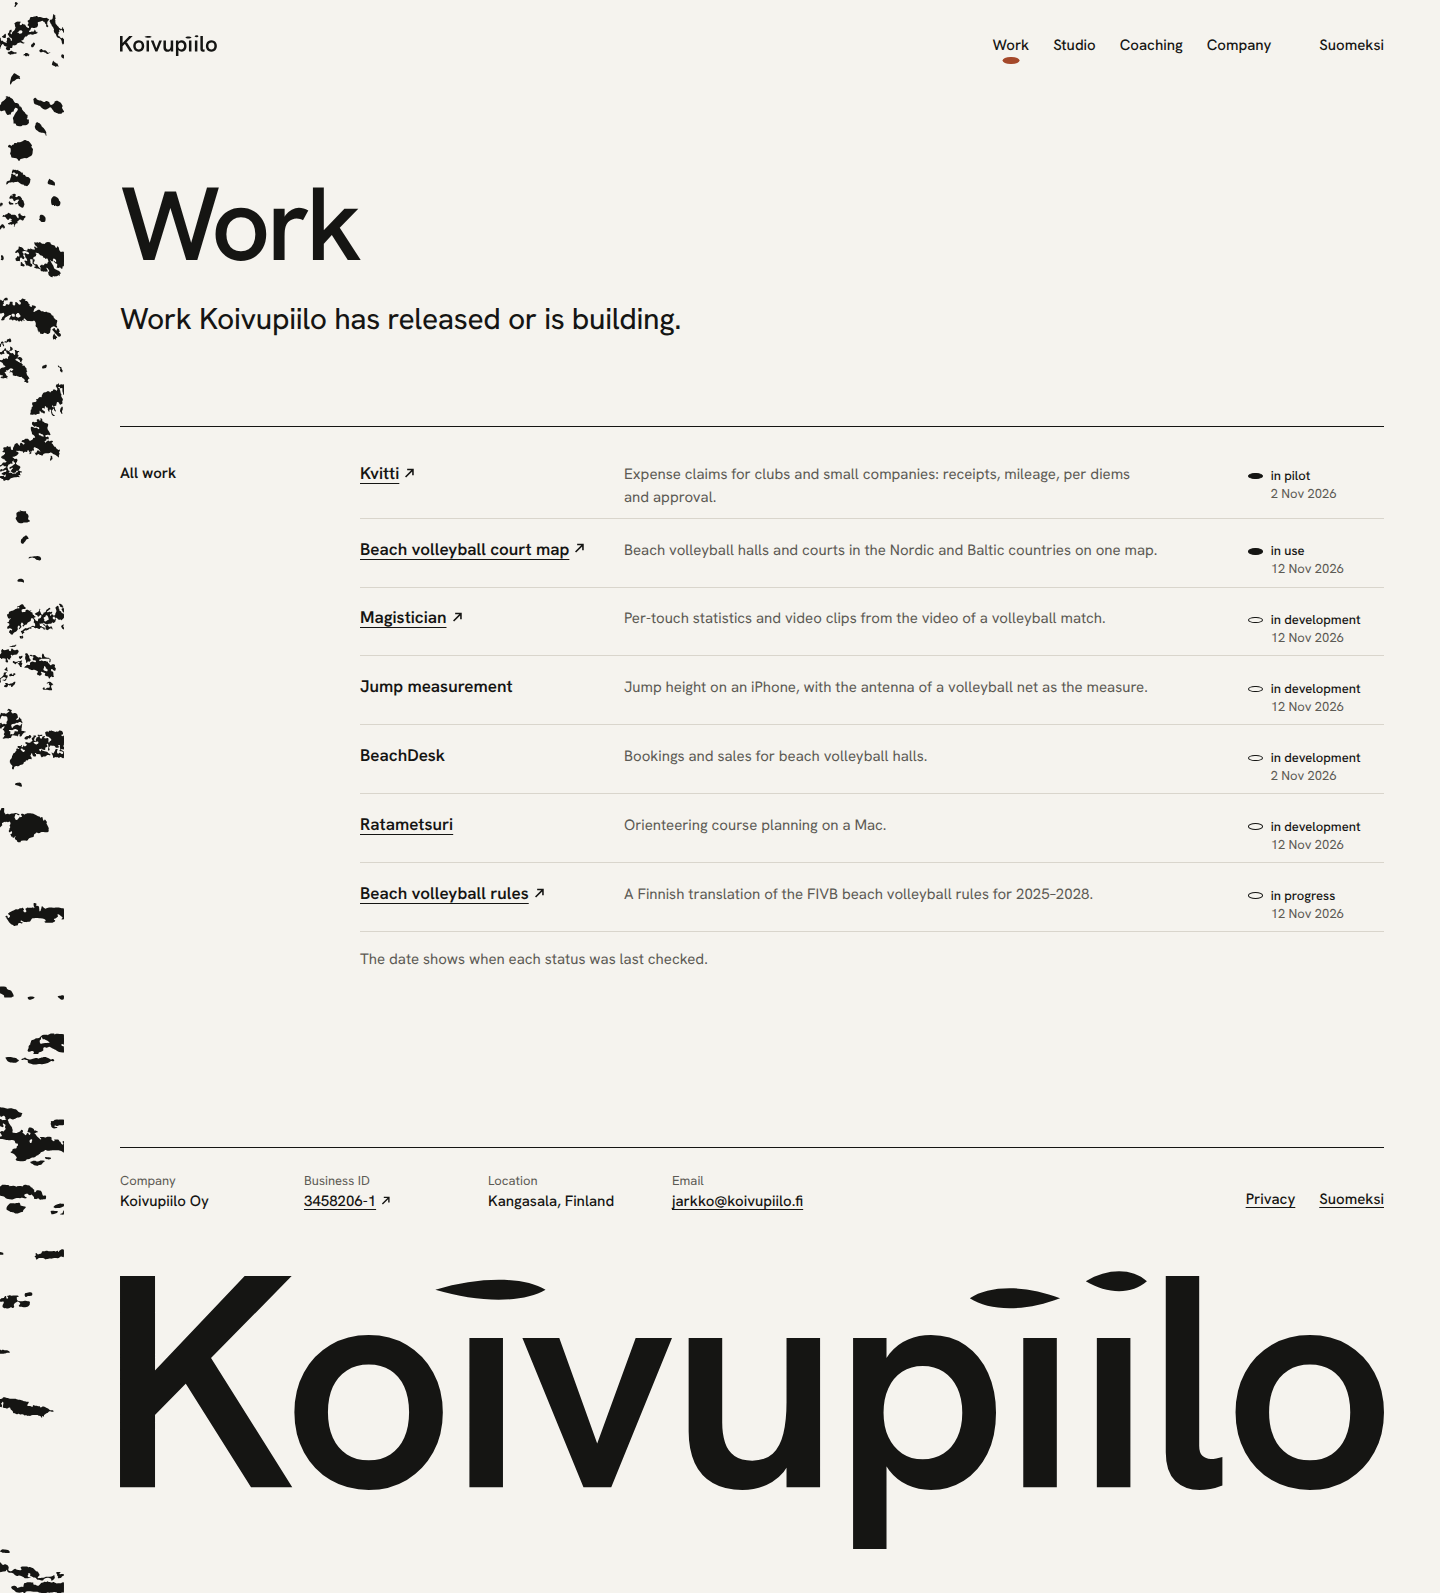 Koivupiilo
Work Studio Coaching Company Suomeksi
Work
Work Koivupiilo has released or is building.
All work
Kvitti ↗
Expense claims for clubs and small companies: receipts, mileage, per diems
and approval.
in pilot
2 Nov 2026
Beach volleyball court map ↗
Beach volleyball halls and courts in the Nordic and Baltic countries on one map.
in use
12 Nov 2026
Magistician ↗
Per-touch statistics and video clips from the video of a volleyball match.
in development
12 Nov 2026
Jump measurement
Jump height on an iPhone, with the antenna of a volleyball net as the measure.
in development
12 Nov 2026
BeachDesk
Bookings and sales for beach volleyball halls.
in development
2 Nov 2026
Ratametsuri
Orienteering course planning on a Mac.
in development
12 Nov 2026
Beach volleyball rules ↗
A Finnish translation of the FIVB beach volleyball rules for 2025–2028.
in progress
12 Nov 2026
The date shows when each status was last checked.
Company
Koivupiilo Oy
Business ID
3458206-1 ↗
Location
Kangasala, Finland
Email
jarkko@koivupiilo.fi
Privacy Suomeksi
Koivupiilo